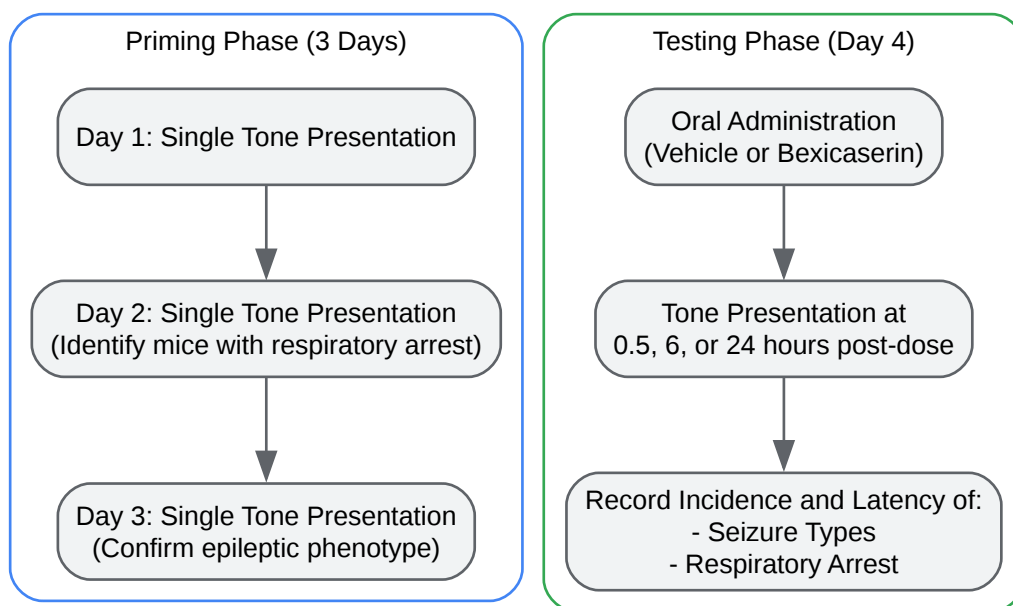 Priming Phase (3 Days)
Day 1: Single Tone Presentation
Day 2: Single Tone Presentation
(Identify mice with respiratory arrest)
Day 3: Single Tone Presentation
(Confirm epileptic phenotype)
Testing Phase (Day 4)
Oral Administration
(Vehicle or Bexicaserin)
Tone Presentation at
0.5, 6, or 24 hours post-dose
Record Incidence and Latency of:
- Seizure Types
- Respiratory Arrest